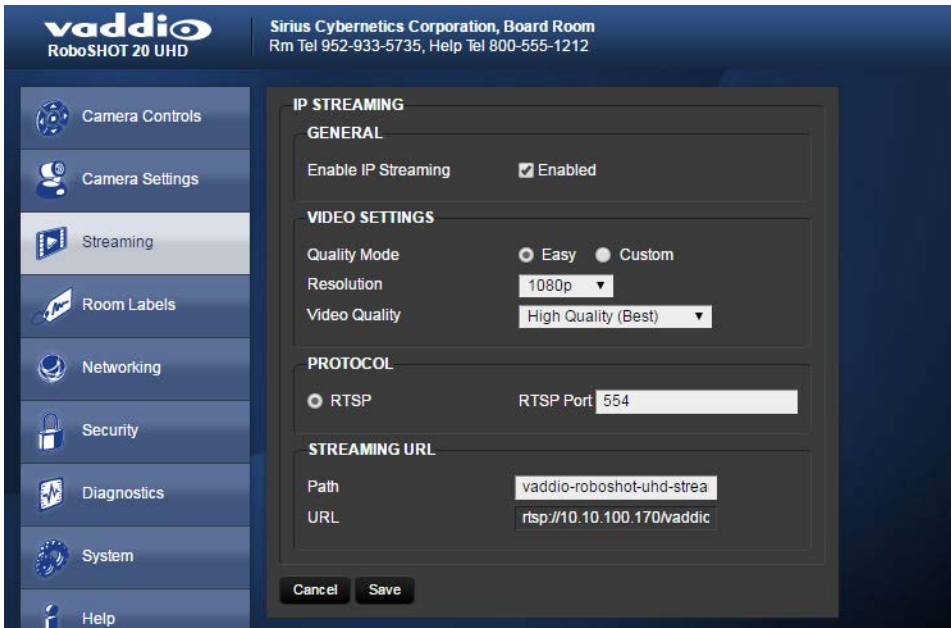 vaddio
RoboSHOT 20 UHD
Sirius Cybernetics Corporation, Board Room
Rm Tel 952-933-5735, Help Tel 800-555-1212
Camera Controls
Camera Settings
Streaming
Room Labels
Networking
Security
Diagnostics
System
Help
IP STREAMING
GENERAL
Enable IP Streaming Enabled
VIDEO SETTINGS
Quality Mode Easy Custom
Resolution 1080p
Video Quality High Quality (Best)
PROTOCOL
RTSP RTSP Port 554
STREAMING URL
Path vaddio-roboshot-uhd-strea
URL rtsp://10.10.100.170/vaddio
Cancel Save